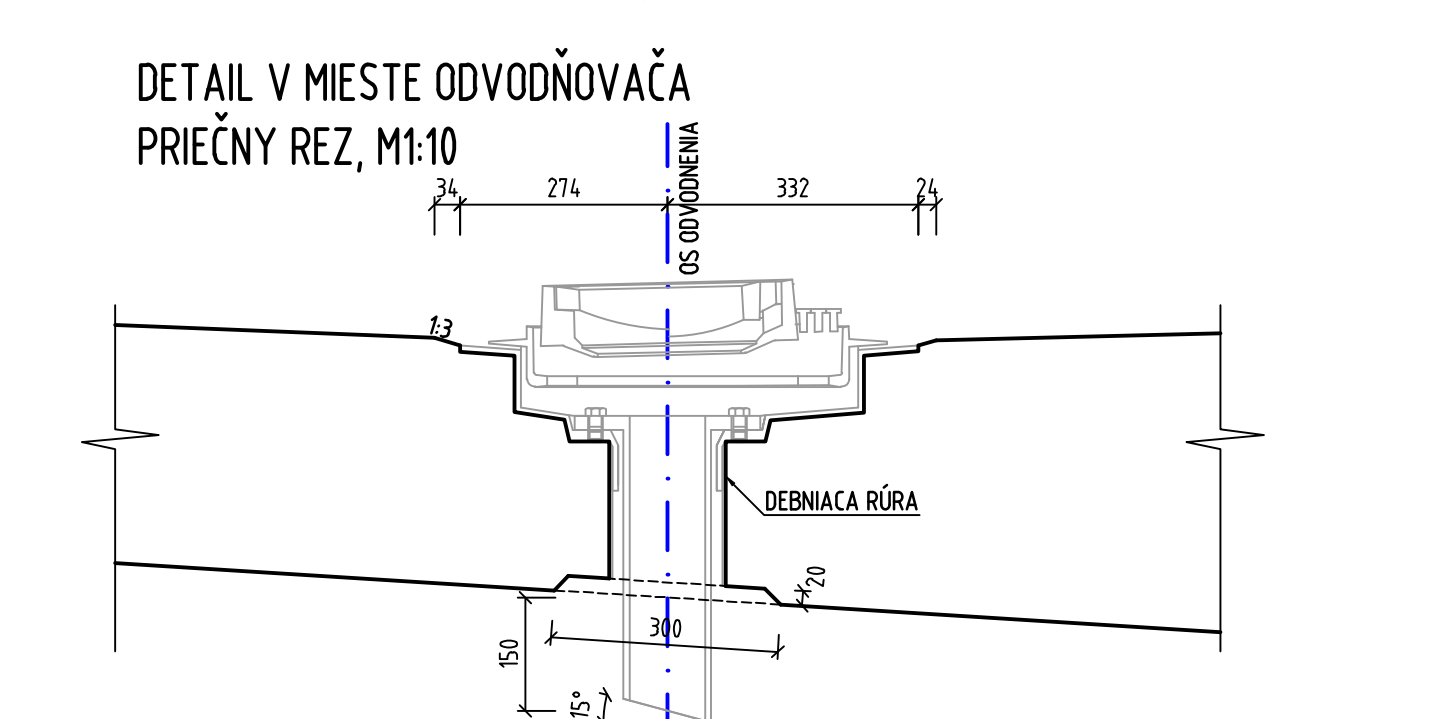 DETAIL V MIESTE ODVODŇOVAČA
PRIEČNY REZ, M1:10
OS ODVODNENIA
34
274
332
24
1:3
DEBNIACA RÚRA
20
300
150
15°